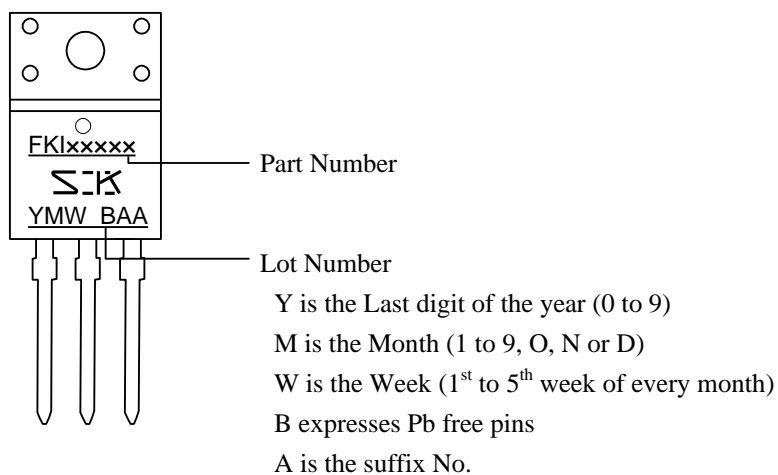 FKIxxxxx
SK
YMW BAA
Part Number
Lot Number
Y is the Last digit of the year (0 to 9)
M is the Month (1 to 9, O, N or D)
W is the Week (1st to 5th week of every month)
B expresses Pb free pins
A is the suffix No.